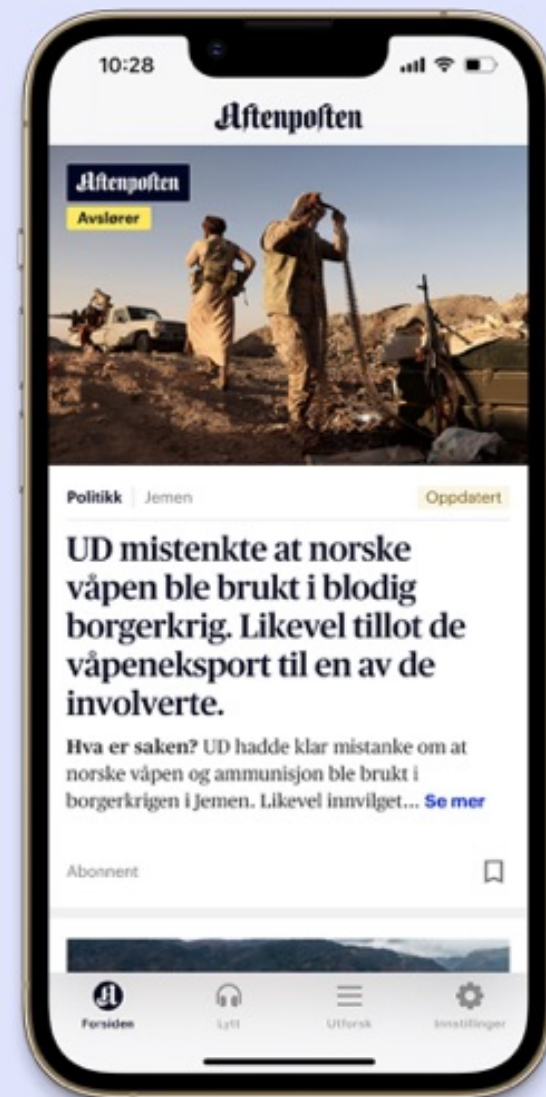 10:28
Aftenposten
Aftenposten
Avslører
Politikk | Jemen
Oppdatert
UD mistenkte at norske
våpen ble brukt i blodig
borgerkrig. Likevel tillot de
våpeneksport til en av de
involverte.
Hva er saken? UD hadde klar mistanke om at
norske våpen og ammunisjon ble brukt i
borgerkrigen i Jemen. Likevel innvilget... Se mer
Abonnent
Forsiden
Lytt
Utforsk
Innstillinger